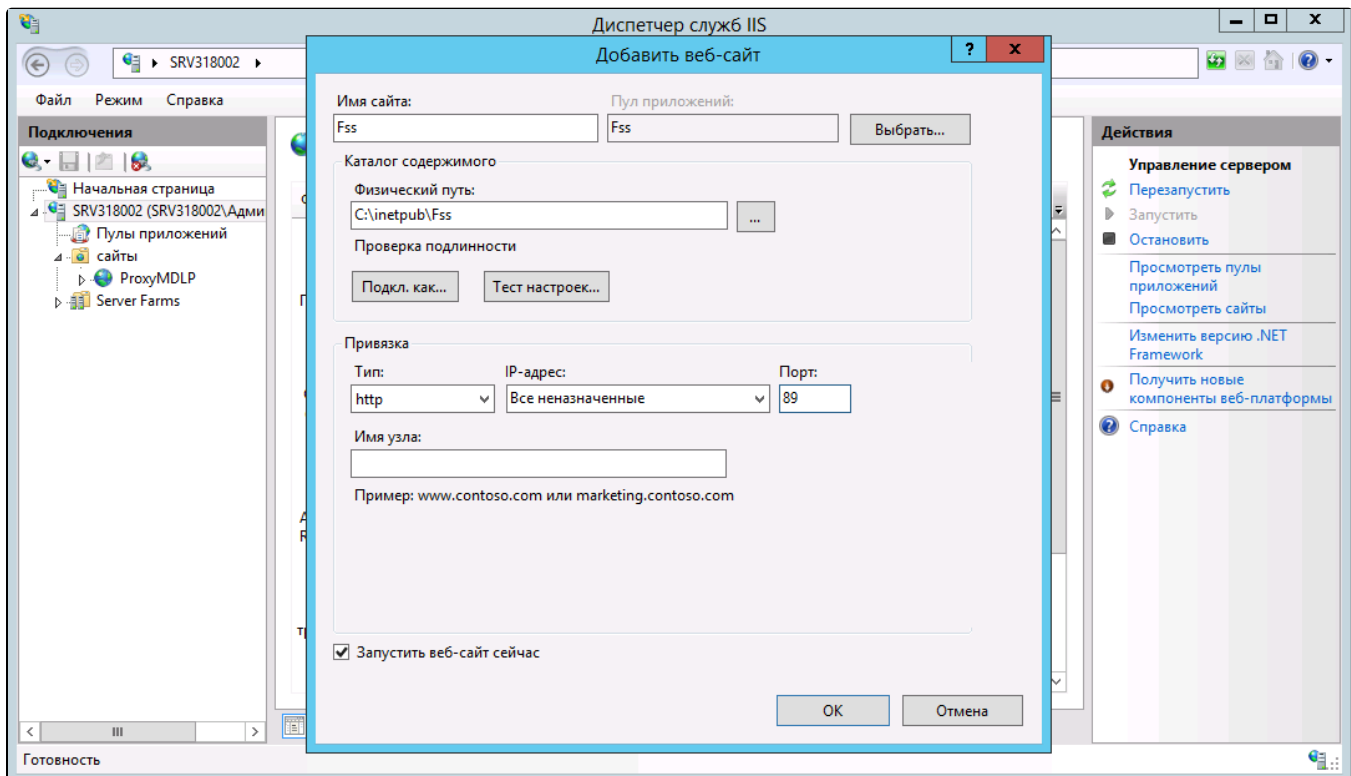 Диспетчер служб IIS
SRV318002
Файл Режим Справка
Подключения
Начальная страница
SRV318002 (SRV318002\Адми
Пулы приложений
сайты
ProxyMDLP
Server Farms
Готовность
Добавить веб-сайт
? x
Имя сайта:
Пул приложений:
Fss
Fss
Выбрать...
Каталог содержимого
Физический путь:
C:\inetpub\Fss
...
Проверка подлинности
Подкл. как...
Тест настроек...
Привязка
Тип:
IP-адрес:
Порт:
http
Все неназначенные
89
Имя узла:
Пример: www.contoso.com или marketing.contoso.com
Запустить веб-сайт сейчас
ОК
Отмена
Действия
Управление сервером
Перезапустить
Запустить
Остановить
Просмотреть пулы
приложений
Просмотреть сайты
Изменить версию .NET
Framework
Получить новые
компоненты веб-платформы
Справка